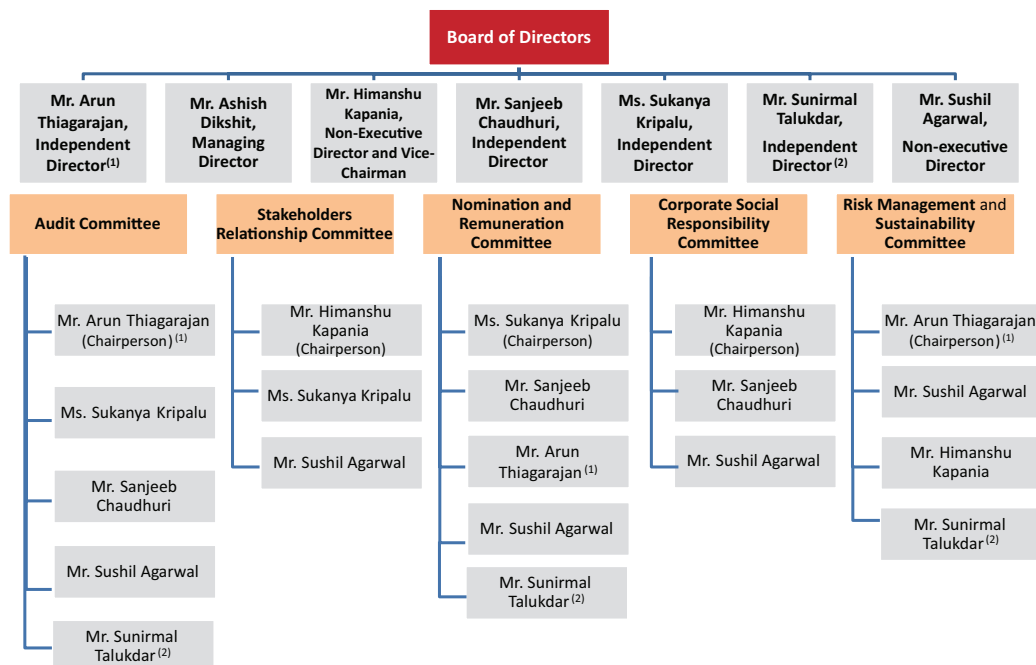 Board of Directors
Mr. Arun
Thiagarajan,
Independent
Director(1)
Mr. Ashish
Dikshit,
Managing
Director
Mr. Himanshu
Kapania,
Non-Executive
Director and Vice-
Chairman
Mr. Sanjeeb
Chaudhuri,
Independent
Director
Ms. Sukanya
Kripalu,
Independent
Director
Mr. Sunirmal
Talukdar,
Independent
Director(2)
Mr. Sushil
Agarwal,
Non-executive
Director
Audit Committee
Mr. Arun Thiagarajan
(Chairperson)(1)
Ms. Sukanya Kripalu
Mr. Sanjeeb
Chaudhuri
Mr. Sushil Agarwal
Mr. Sunirmal
Talukdar(2)
Stakeholders
Relationship Committee
Mr. Himanshu
Kapania
(Chairperson)
Ms. Sukanya Kripalu
Mr. Sushil Agarwal
Nomination and
Remuneration
Committee
Ms. Sukanya Kripalu
(Chairperson)
Mr. Sanjeeb
Chaudhuri
Mr. Arun
Thiagarajan(1)
Mr. Sushil Agarwal
Mr. Sunirmal
Talukdar(2)
Corporate Social
Responsibility
Committee
Mr. Himanshu
Kapania
(Chairperson)
Mr. Sanjeeb
Chaudhuri
Mr. Sushil Agarwal
Risk Management and
Sustainability
Committee
Mr. Arun Thiagarajan
(Chairperson)(1)
Mr. Sushil Agarwal
Mr. Himanshu
Kapania
Mr. Sunirmal
Talukdar(2)